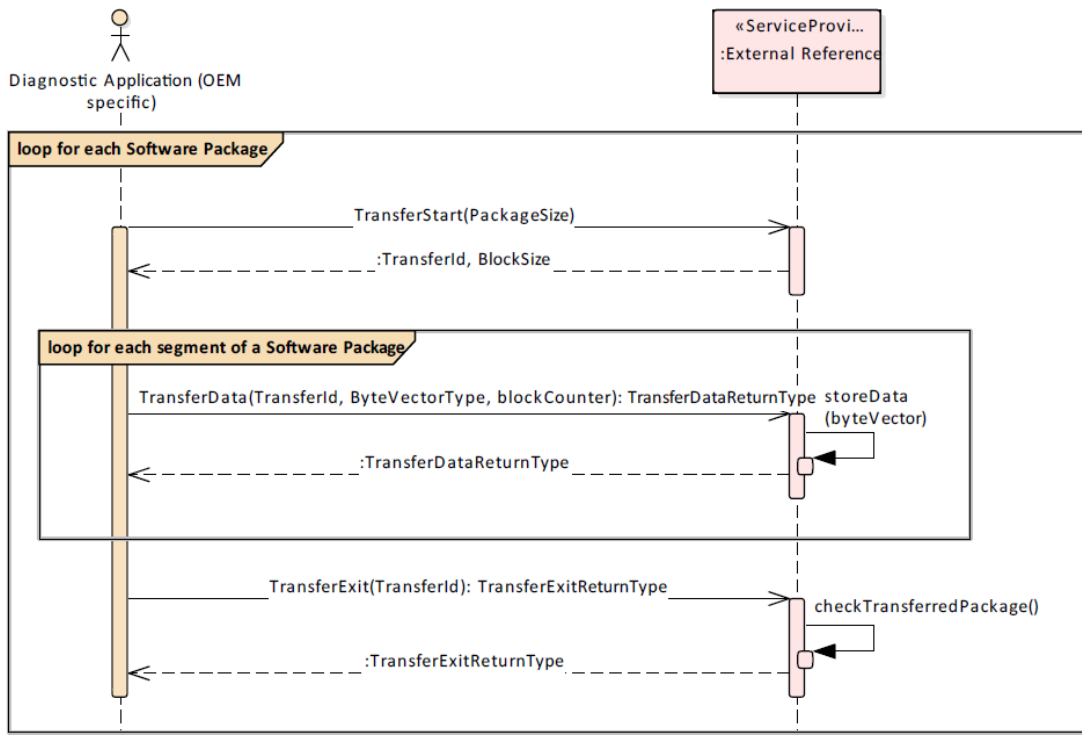 «ServiceProvi...
:External Reference
Diagnostic Application (OEM
specific)
loop for each Software Package
TransferStart(PackageSize)
:TransferId, BlockSize
loop for each segment of a Software Package
TransferData(TransferId, ByteVectorType, blockCounter): TransferDataReturnType
storeData
(byteVector)
:TransferDataReturnType
TransferExit(TransferId): TransferExitReturnType
checkTransferredPackage()
:TransferExitReturnType